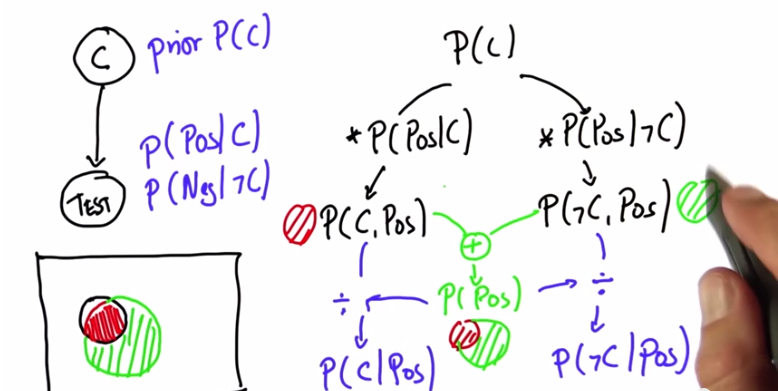 C
prior P(C)
P(Pos|C)
P(Neg|¬C)
TEST
P(C)
* P(Pos|C)
* P(Pos|¬C)
P(C, Pos)
P(¬C, Pos)
+
P(Pos)
÷
÷
P(C|Pos)
P(¬C|Pos)